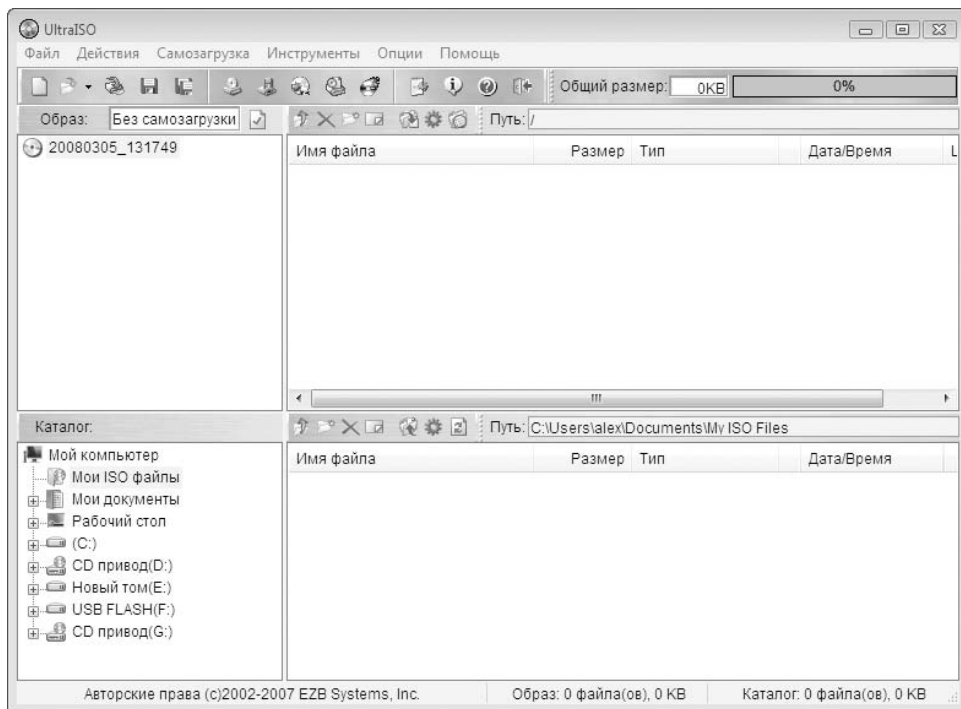 UltraISO
Файл Действия Самозагрузка Инструменты Опции Помощь
Общий размер: 0KB 0%
Образ: Без самозагрузки Путь: /
20080305_131749
Имя файла Размер Тип Дата/Время L
Каталог: Путь: C:\Users\alex\Documents\My ISO Files
Мой компьютер
Имя файла Размер Тип Дата/Время
Мои ISO файлы
Мои документы
Рабочий стол
(C:)
CD привод(D:)
Новый том(E:)
USB FLASH(F:)
CD привод(G:)
Авторские права (c)2002-2007 EZB Systems, Inc. Образ: 0 файла(ов), 0 KB Каталог: 0 файла(ов), 0 KB